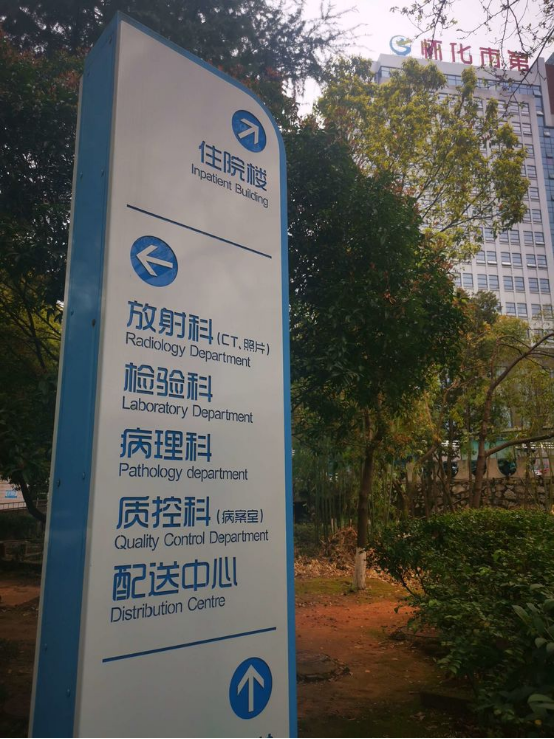 怀化市第
住院楼
Inpatient Building
放射科(CT、照片)
Radiology Department
检验科
Laboratory Department
病理科
Pathology department
质控科(病案室)
Quality Control Department
配送中心
Distribution Centre